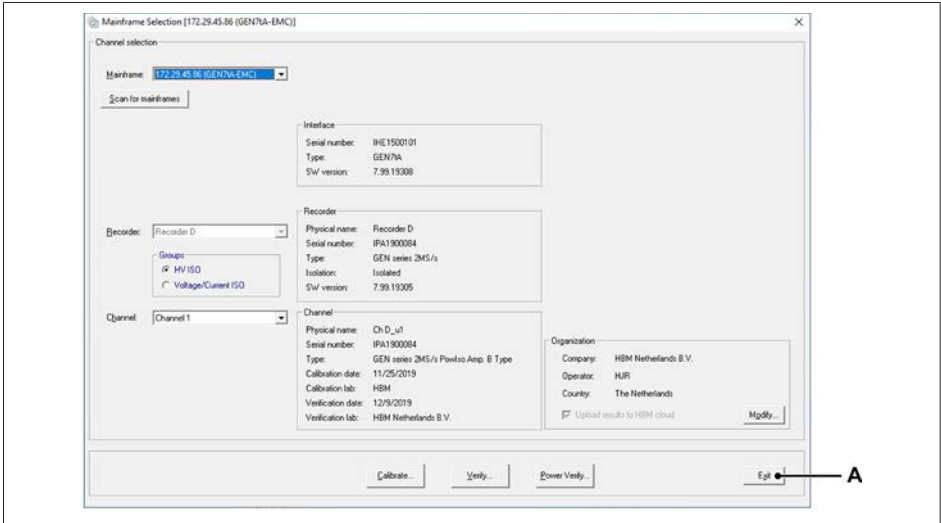 Mainframe Selection [172.29.45.86 (GEN7tA-EMC)]
Channel selection
Mainframe: 172.29.45.86 (GEN7tA-EMC)
Scan for mainframes
Interface
Serial number: IHE1500101
Type: GEN7tA
SW version: 7.99.19308
Recorder
Recorder: Recorder D
Physical name: Recorder D
Serial number: IPA1900084
Type: GEN series 2MS/s
Isolation: Isolated
SW version: 7.99.19305
Groups
HV ISO
Voltage/Current ISO
Channel
Channel: Channel 1
Physical name: Ch D_u1
Serial number: IPA1900084
Type: GEN series 2MS/s PowIso Amp. B Type
Calibration date: 11/25/2019
Calibration lab: HBM
Verification date: 12/9/2019
Verification lab: HBM Netherlands B.V.
Organization
Company: HBM Netherlands B.V.
Operator: HJR
Country: The Netherlands
Upload results to HBM cloud
Modify...
Calibrate... Verify... Power Verify... Exit A